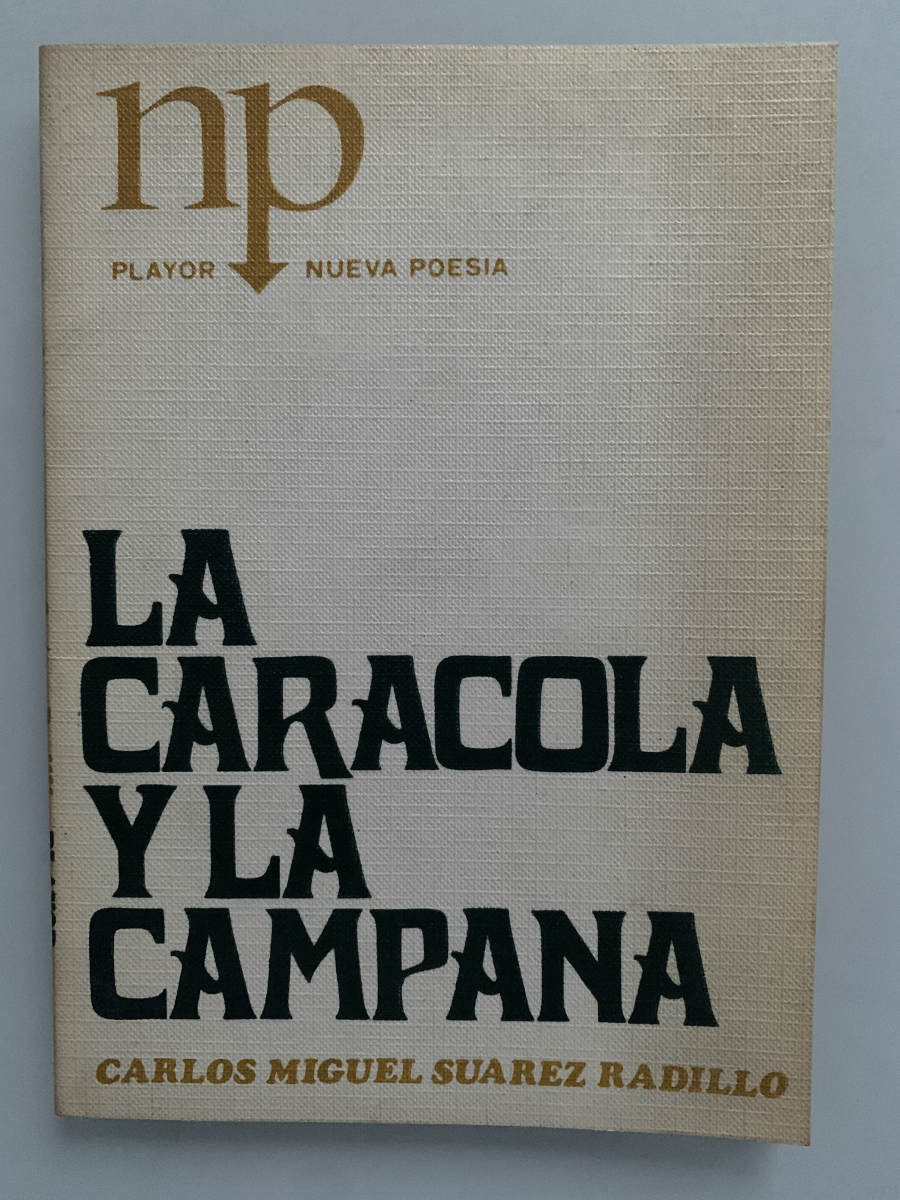 np
PLAYOR NUEVA POESIA
LA
CARACOLA
Y LA
CAMPANA
CARLOS MIGUEL SUAREZ RADILLO